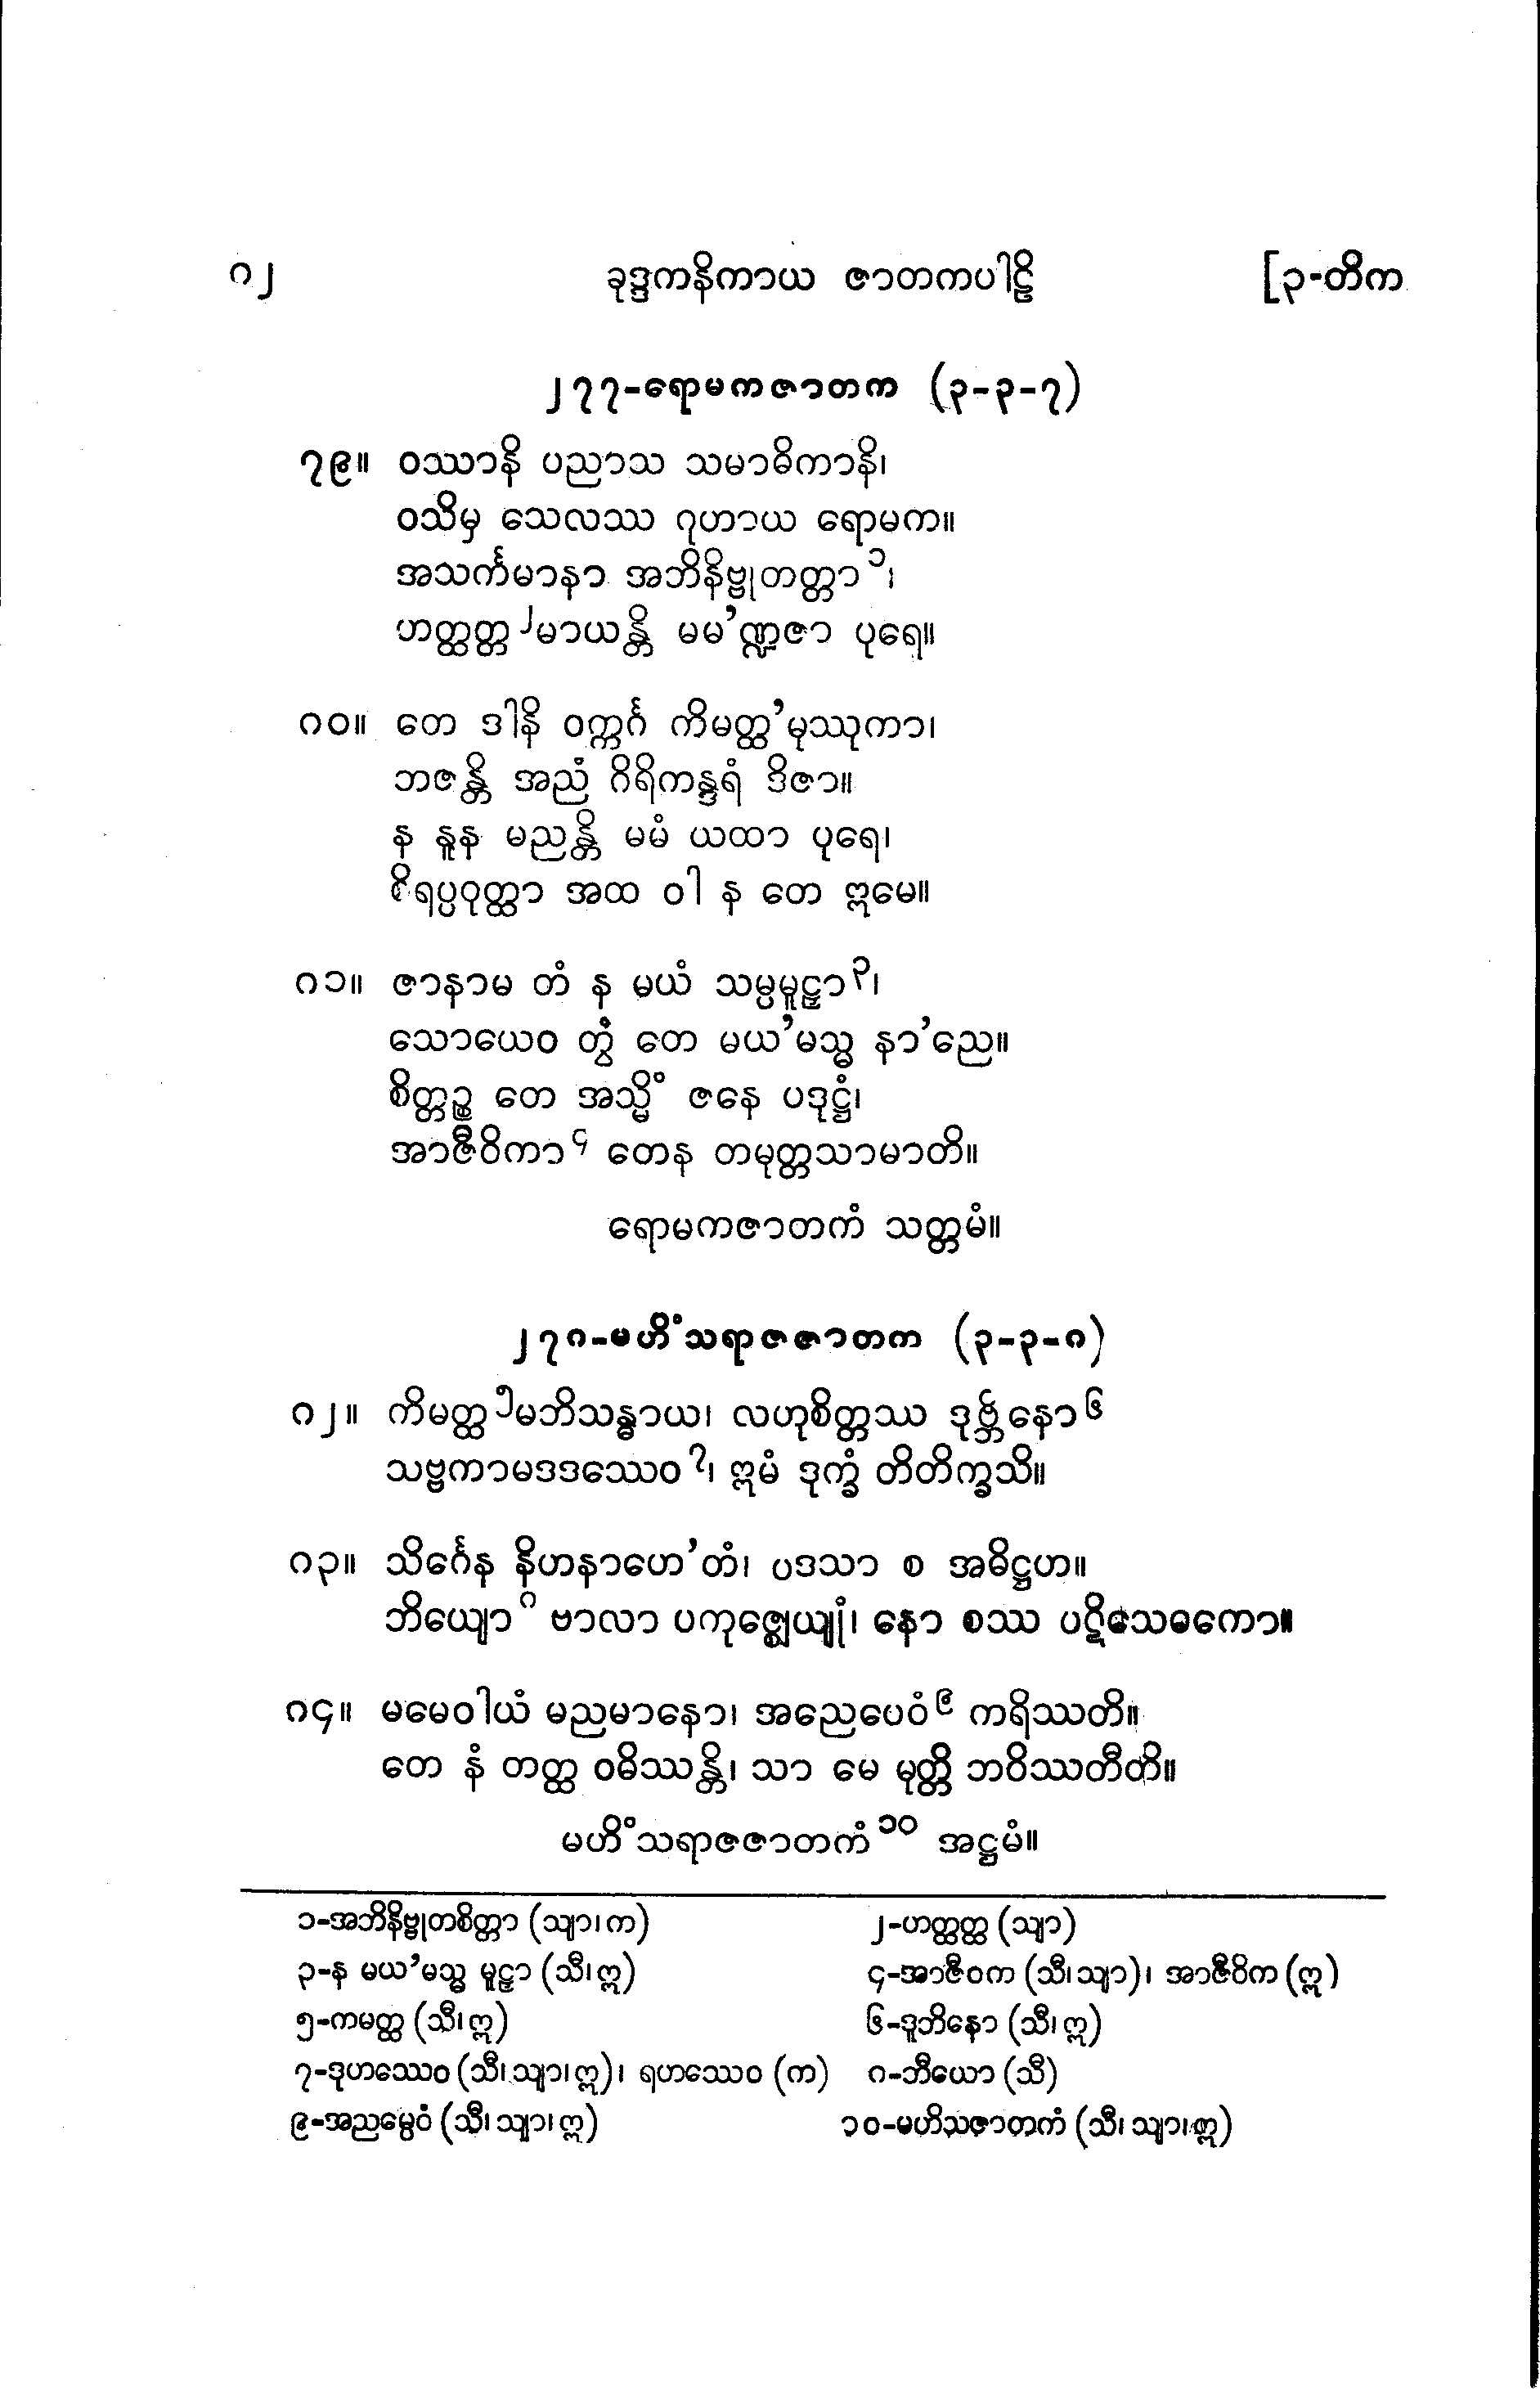 ၈၂ ခုဒ္ဒကနိကာယ ဇာတကပါဠိ [၃-တိက
၂၇၇-ရောမကဇာတက (၃-၃-၇)
၇၉။ ဝဿာနိ ပညာသ သမာဓိကာနိ၊
ဝသိမှ သေလဿ ဂုဟာယ ရောမက။
အသင်္ကမာနာ အဘိနိဗ္ဗုတတ္တာ၁၊
ဟတ္ထတ္တ၂မာယန္တိ မမ’ဏ္ဍဇာ ပုရေ။
၈၀။ တေ ဒါနိ ဝက္ကင်္ဂ ကိမတ္ထ’မုဿုကာ၊
ဘဇန္တိ အညံ ဂိရိကန္ဒရံ ဒိဇာ။
န နူန မညန္တိ မမံ ယထာ ပုရေ၊
စိရပ္ပဝုတ္ထာ အထ ဝါ န တေ ဣမေ။
၈၁။ ဇာနာမ တံ န မယံ သမ္ပမူဠှာ၃၊
သောယေဝ တွံ တေ မယ’မသ္မ နာ’ညေ။
စိတ္တဉ္စ တေ အသ္မိံ ဇနေ ပဒုဋ္ဌံ၊
အာဇီဝိကာ၄ တေန တမုတ္တသာမာတိ။
ရောမကဇာတကံ သတ္တမံ။
၂၇၈-မဟိံသရာဇဇာတက (၃-၃-၈)
၈၂။ ကိမတ္ထ၅မဘိသန္ဓာယ၊ လဟုစိတ္တဿ ဒုဗ္ဘိနော၆
သဗ္ဗကာမဒဒဿေဝ၇၊ ဣမံ ဒုက္ခံ တိတိက္ခသိ။
၈၃။ သိင်္ဂေန နိဟနာဟေ’တံ၊ ပဒသာ စ အဓိဋ္ဌဟ။
ဘိယျော၈ ဗာလာ ပကုဇ္ဈေယျုံ၊ နော စဿ ပဋိသေဓကော။
၈၄။ မမေဝါယံ မညမာနော၊ အညေပေဝံ၉ ကရိဿတိ။
တေ နံ တတ္ထ ဝဓိဿန္တိ၊ သာ မေ မုတ္တိ ဘဝိဿတီတိ။
မဟိံသရာဇဇာတကံ၁၀ အဋ္ဌမံ။
၁-အဘိနိဗ္ဗုတစိတ္တာ (သျာ၊က) ၂-ဟတ္ထတ္ထ (သျာ)
၃-န မယ’မသ္မ မူဠှာ (သီ၊ဣ) ၄-အာဇီဝက (သီ၊သျာ)၊ အာဇီဝိက (ဣ)
၅-ကမတ္ထ (သီ၊ဣ) ၆-ဒူဘိနော (သီ၊ဣ)
၇-ဒုဟဿေဝ (သီ၊သျာ၊ဣ)၊ ရဟဿေဝ (က) ၈-ဘီယော (သီ)
၉-အညမ္ပေဝံ (သီ၊သျာ၊ဣ) ၁၀-မဟိသဇာတကံ (သီ၊သျာ၊ဣ)